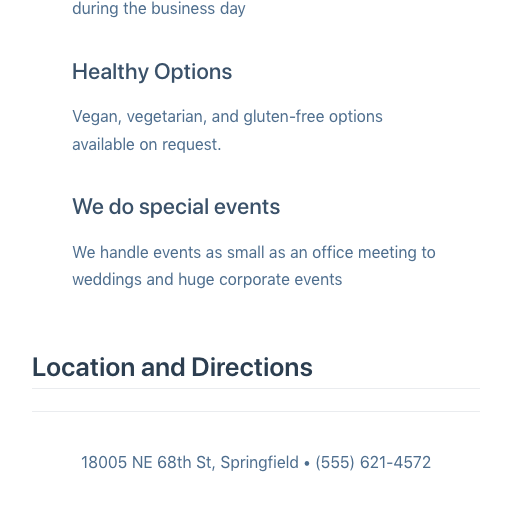 during the business day
Healthy Options
Vegan, vegetarian, and gluten-free options
available on request.
We do special events
We handle events as small as an office meeting to
weddings and huge corporate events
Location and Directions
18005 NE 68th St, Springfield • (555) 621-4572